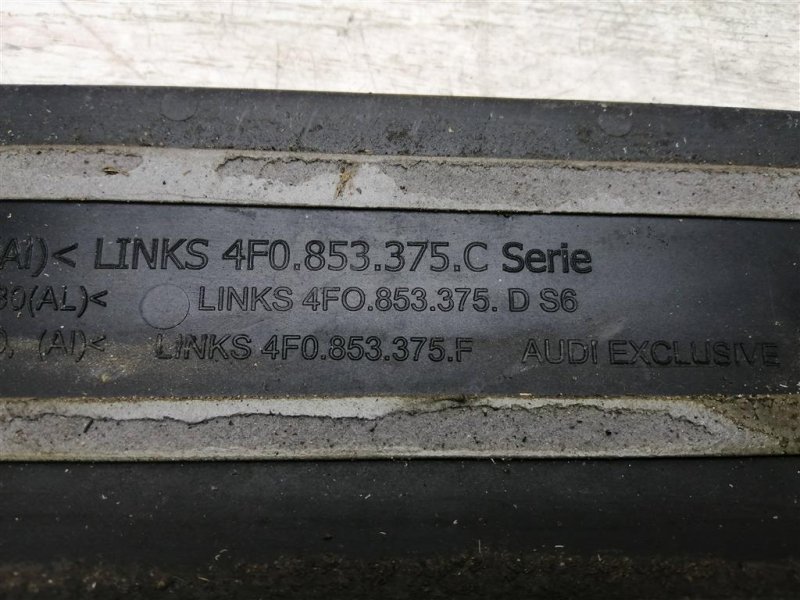 (Al)< LINKS 4F0.853.375.C Serie
30(AL)< LINKS 4FO.853.375. D S6
(Al)< LINKS 4F0.853.375.F AUDI EXCLUSIVE